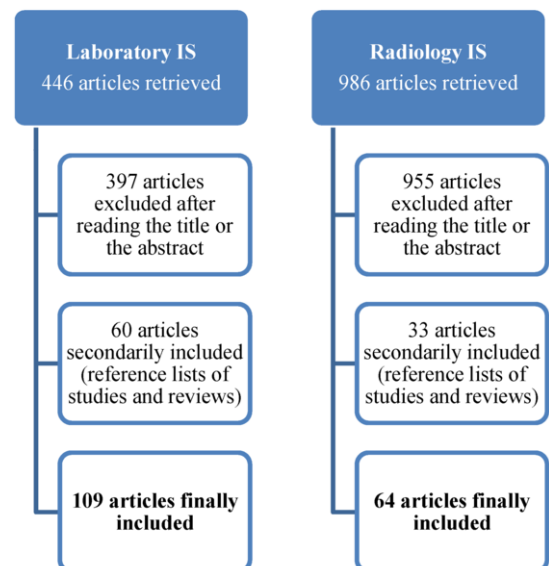 Laboratory IS
446 articles retrieved
397 articles
excluded after
reading the title or
the abstract
60 articles
secondarily included
(reference lists of
studies and reviews)
109 articles finally
included
Radiology IS
986 articles retrieved
955 articles
excluded after
reading the title or
the abstract
33 articles
secondarily included
(reference lists of
studies and reviews)
64 articles finally
included